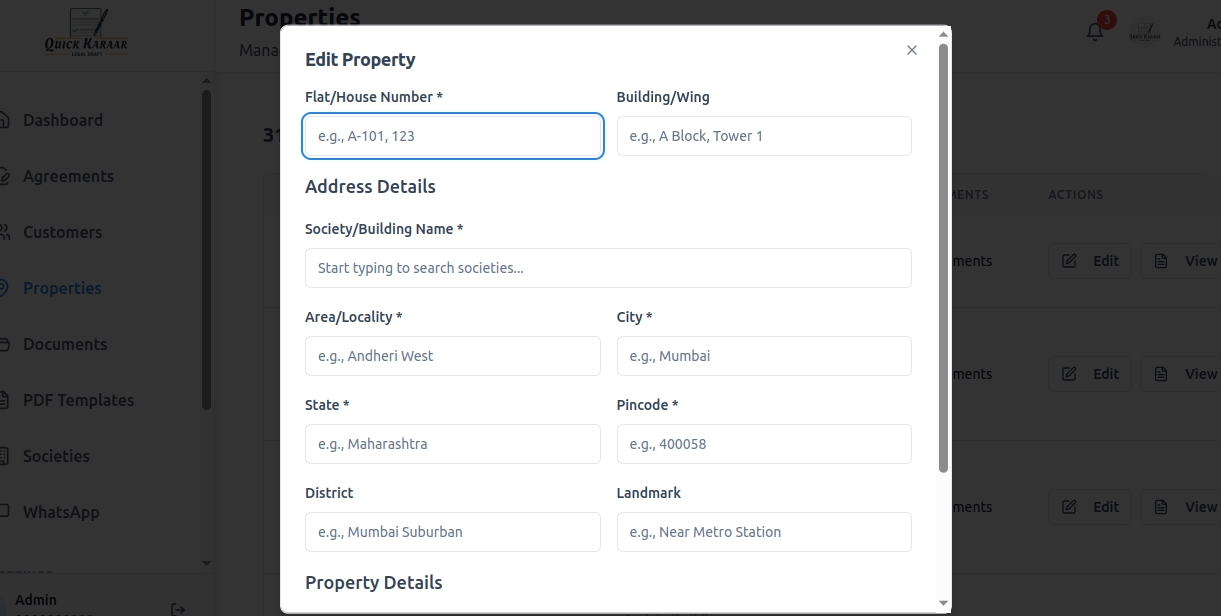 QUICK KARAAR
LEGAL DRAFT
Properties
Mana
3
Ad
Administ
Edit Property
Flat/House Number *
Building/Wing
e.g., A-101, 123
e.g., A Block, Tower 1
Address Details
Society/Building Name *
Start typing to search societies...
Area/Locality *
City *
e.g., Andheri West
e.g., Mumbai
State *
Pincode *
e.g., Maharashtra
e.g., 400058
District
Landmark
e.g., Mumbai Suburban
e.g., Near Metro Station
Property Details
Dashboard
Agreements
Customers
Properties
Documents
PDF Templates
Societies
WhatsApp
Admin
31
MENTS
ACTIONS
ments
Edit
View
ments
Edit
View
ments
Edit
View